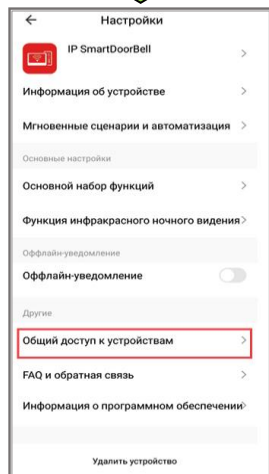 Настройки
IP SmartDoorBell
Информация об устройстве
Мгновенные сценарии и автоматизация
Основные настройки
Основной набор функций
Функция инфракрасного ночного видения
Оффлайн-уведомление
Оффлайн-уведомление
Другие
Общий доступ к устройствам
FAQ и обратная связь
Информация о программном обеспечении
Удалить устройство